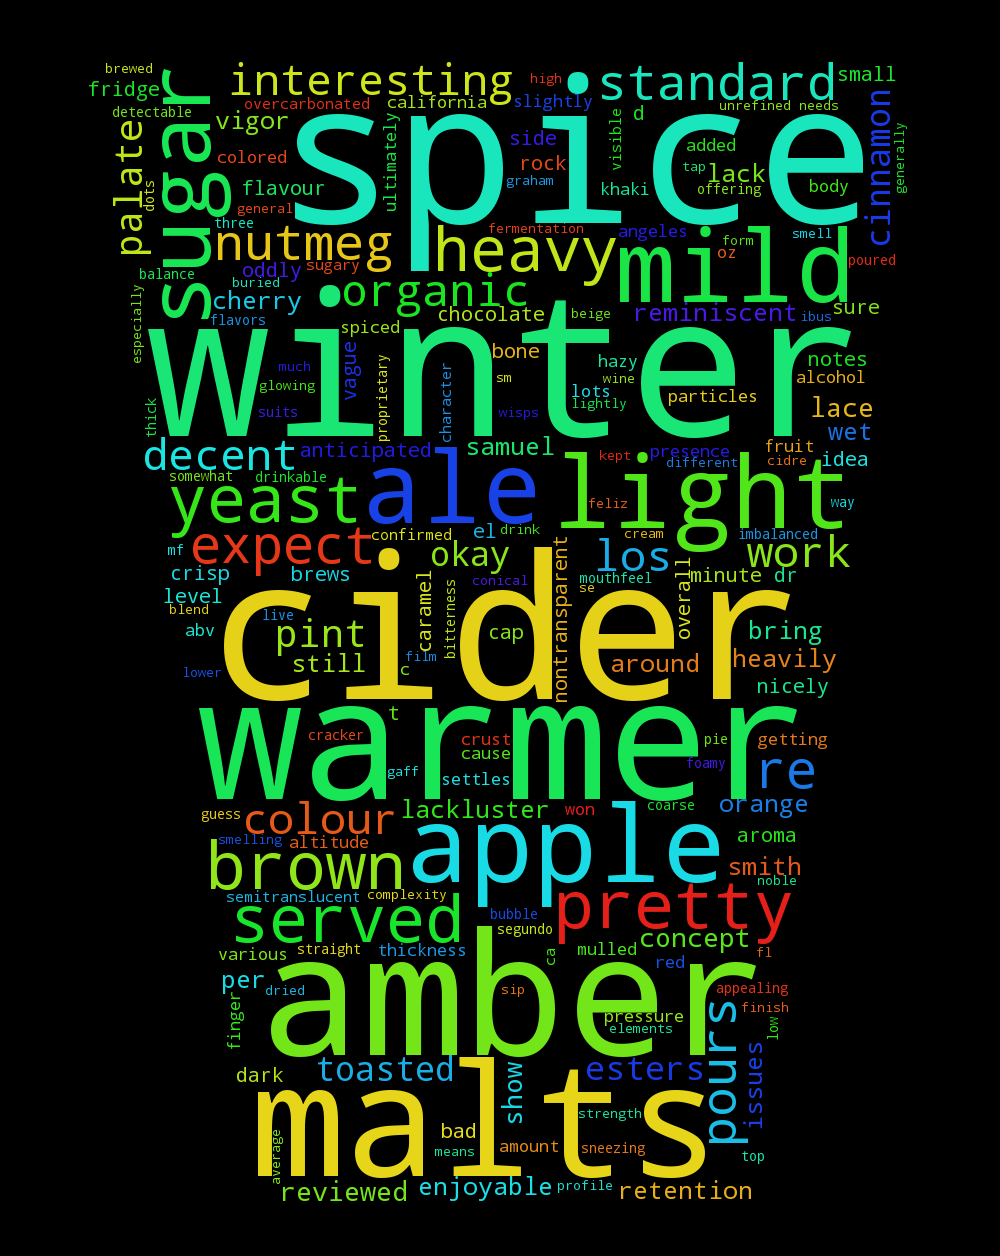 brewed
fridge
detectable
sugar
interesting
overcarbonated
california
vigor
high
slightly
standard
small
unrefined
needs
spice
palate
dots
colored
flavour
general
three
ultimately
side
rock
graham
visible
d
khaki
added
tap
lack
offering
body
cinnamon
generally
nutmeg
fermentation
heavy
angeles
form
oz
smell
mild
poured
balance
oddly
sugary
buried
cherry
organic
flavors
especially
spiced
chocolate
beige
reminiscent
ibus
sure
winter
much
glowing
suits
vague
proprietary
character
bone
sm
wisps
hazy
lots
wine
lightly
particles
notes
alcohol
lace
wet
thick
decent
anticipated
samuel
kept
presence
different
fruit
cidre
idea
somewhat
drinkable
yeast
ale
feliz
light
way
expect
confirmed
el
drink
cream
imbalanced
mf
crisp
brews
okay
los
work
level
blend
abv
live
conical
mouthfeel
se
minute
dr
cider
pint
still
caramel
bitterness
film
c
cap
nontransparent
overall
around
bring
heavily
nicely
lower
warmer
t
cracker
crust
cause
gaff
settles
pie
foamy
getting
re
guess
colour
smelling
altitude
lackluster
won
coarse
orange
aroma
brown
apple
smith
noble
semitranslucent
complexity
served
bubble
segundo
pretty
concept
various
straight
thickness
mulled
ca
red
fl
per
dried
amber
sip
appealing
finish
pressure
elements
low
finger
dark
toasted
show
esters
pours
issues
malts
bad
means
amount
strength
sneezing
top
average
reviewed
enjoyable
profile
retention